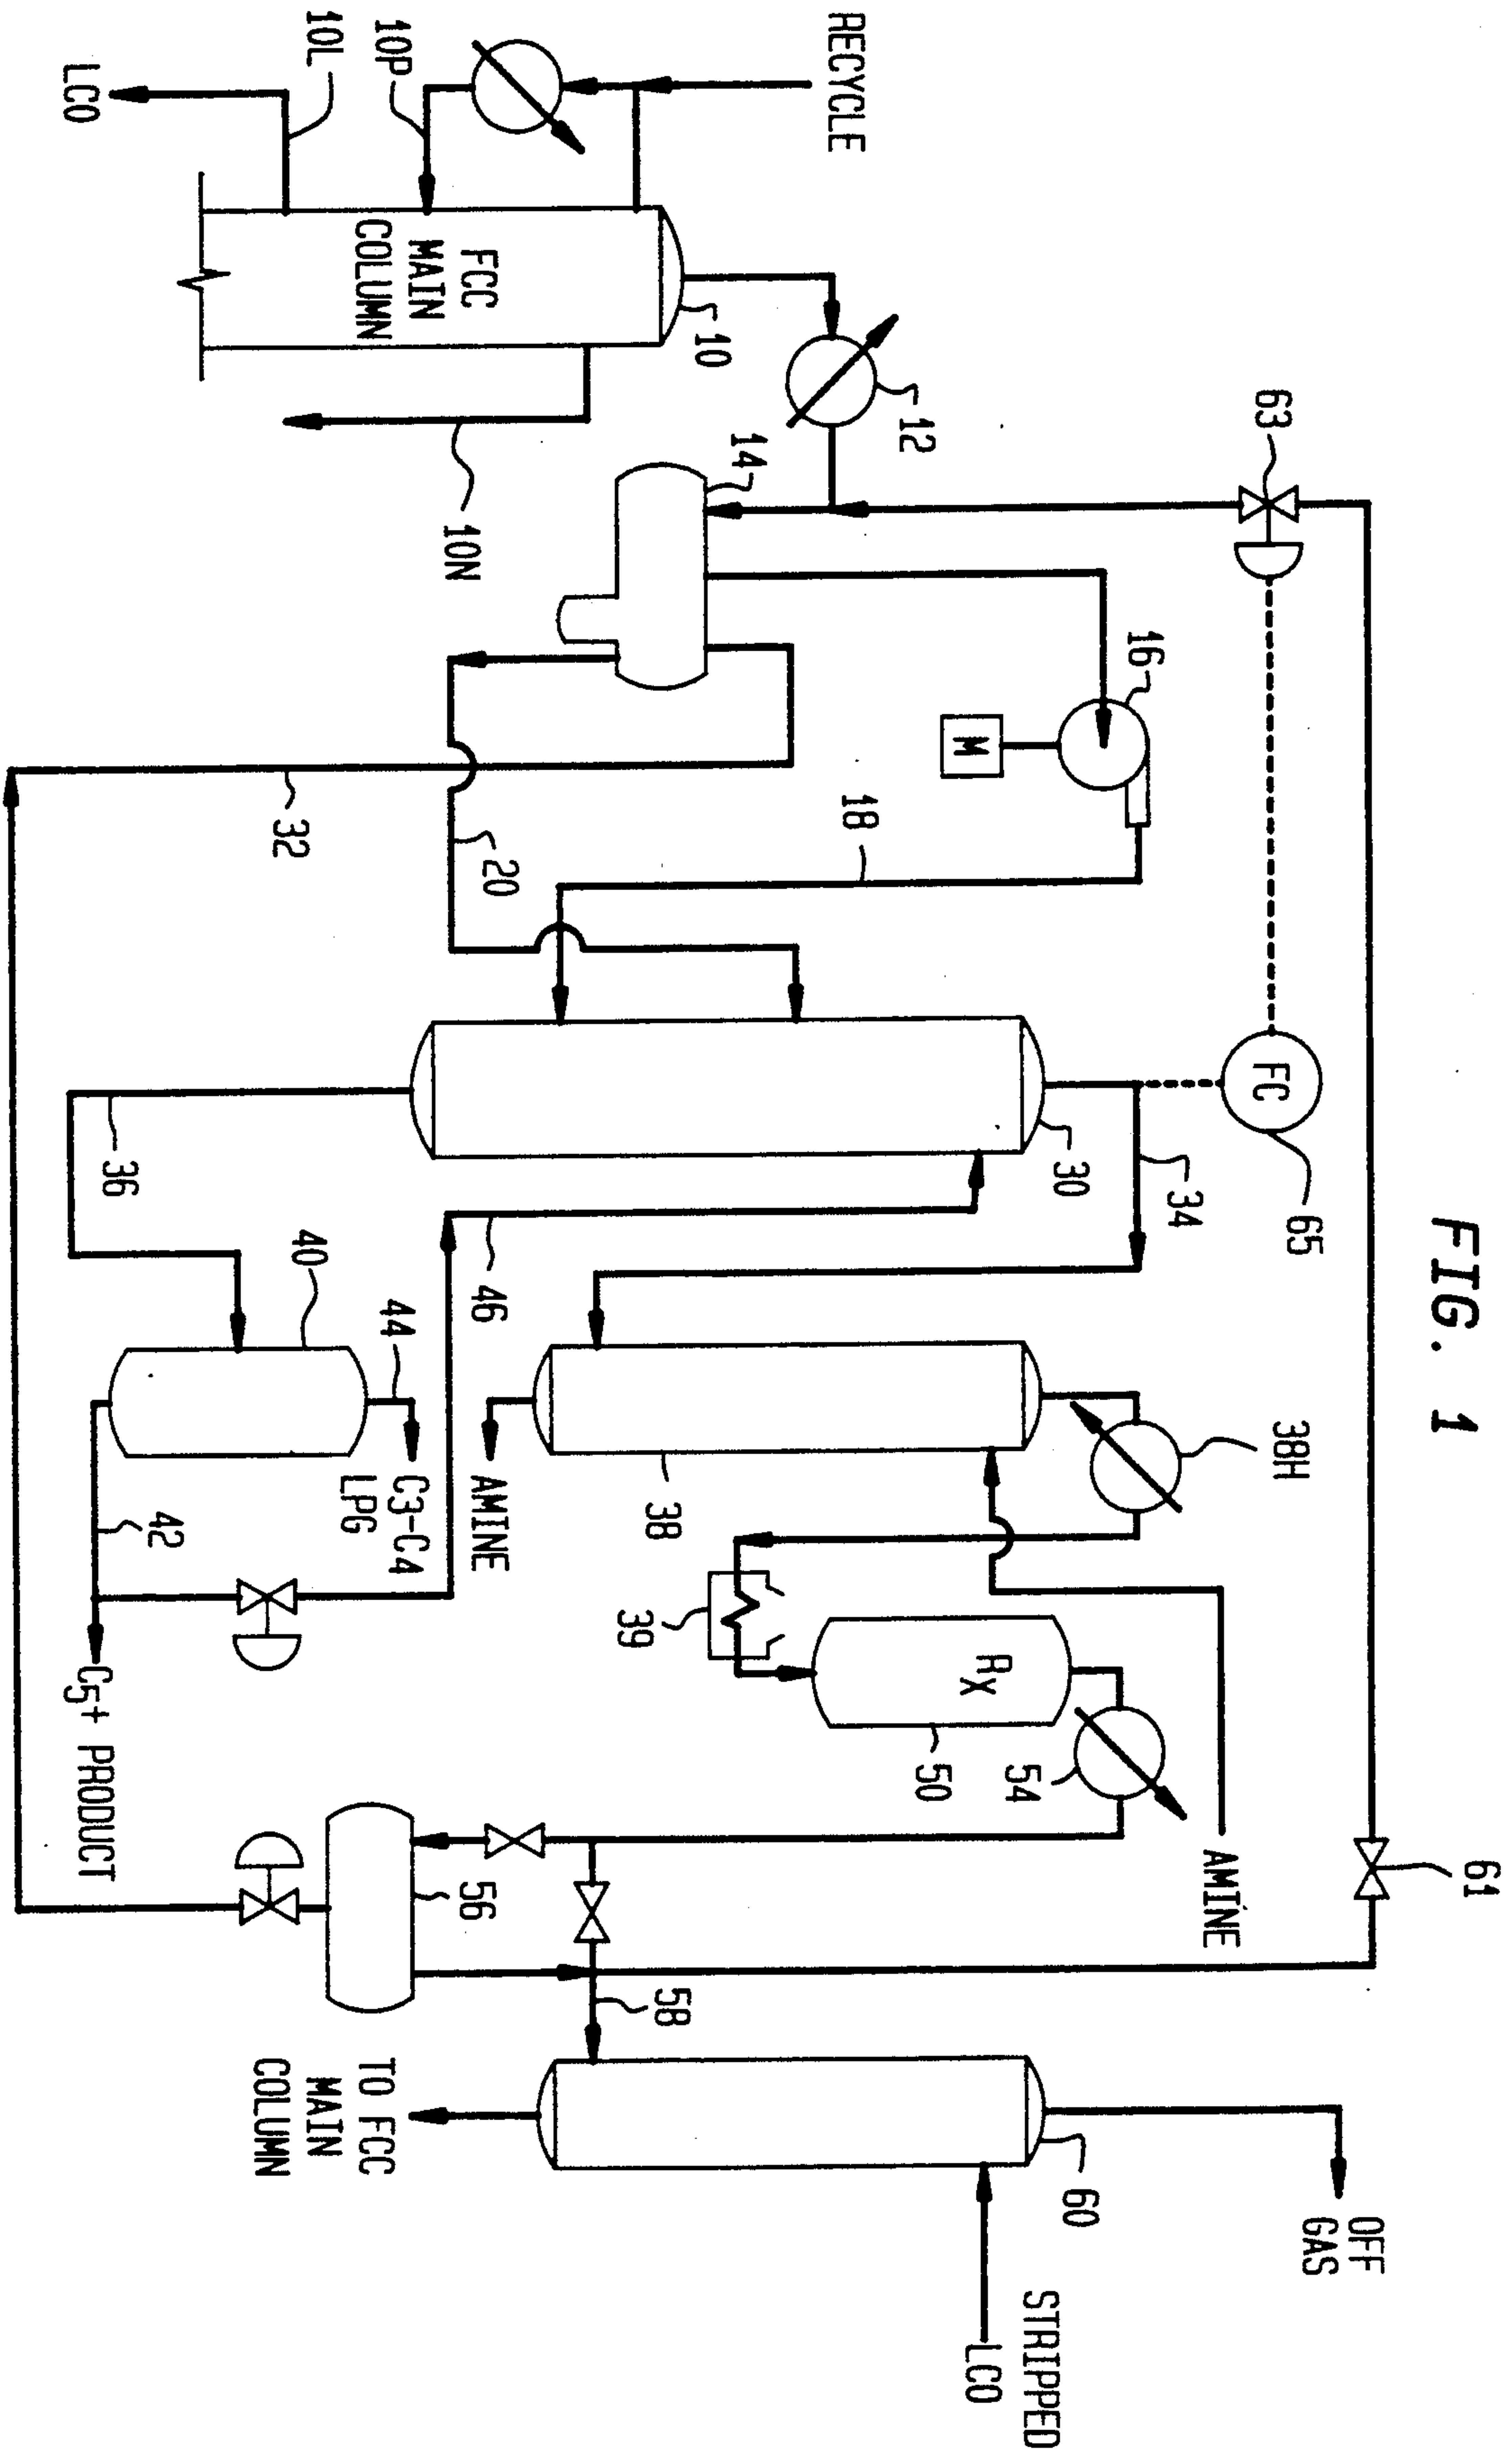 FIG. 1
RECYCLE
10P
10L
LCO
FCC
MAIN
COLUMN
10
10N
12
14
63
16
M
18
20
32
FC
65
30
34
36
46
40
44
C3-C4
LPG
42
C5+ PRODUCT
AMINE
38
38H
39
RX
50
54
AMINE
56
58
61
60
TO FCC
MAIN
COLUMN
OFF
GAS
STRIPPED
LCO